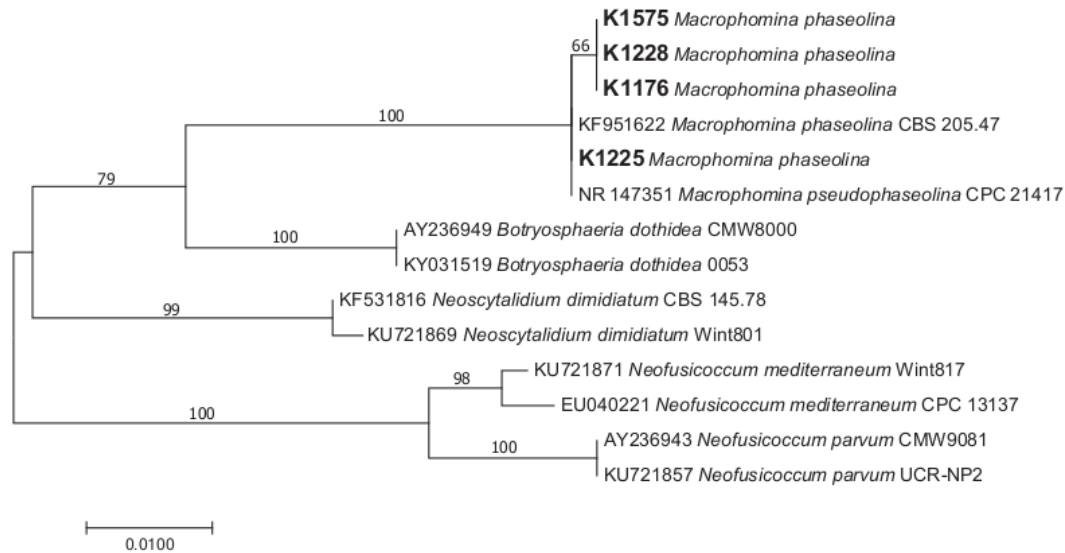 K1575 Macrophomina phaseolina
66
K1228 Macrophomina phaseolina
K1176 Macrophomina phaseolina
100
KF951622 Macrophomina phaseolina CBS 205.47
K1225 Macrophomina phaseolina
79
NR 147351 Macrophomina pseudophaseolina CPC 21417
AY236949 Botryosphaeria dothidea CMW8000
100
KY031519 Botryosphaeria dothidea 0053
KF531816 Neoscytalidium dimidiatum CBS 145.78
99
KU721869 Neoscytalidium dimidiatum Wint801
KU721871 Neofusicoccum mediterraneum Wint817
98
EU040221 Neofusicoccum mediterraneum CPC 13137
100
AY236943 Neofusicoccum parvum CMW9081
100
KU721857 Neofusicoccum parvum UCR-NP2
0.0100